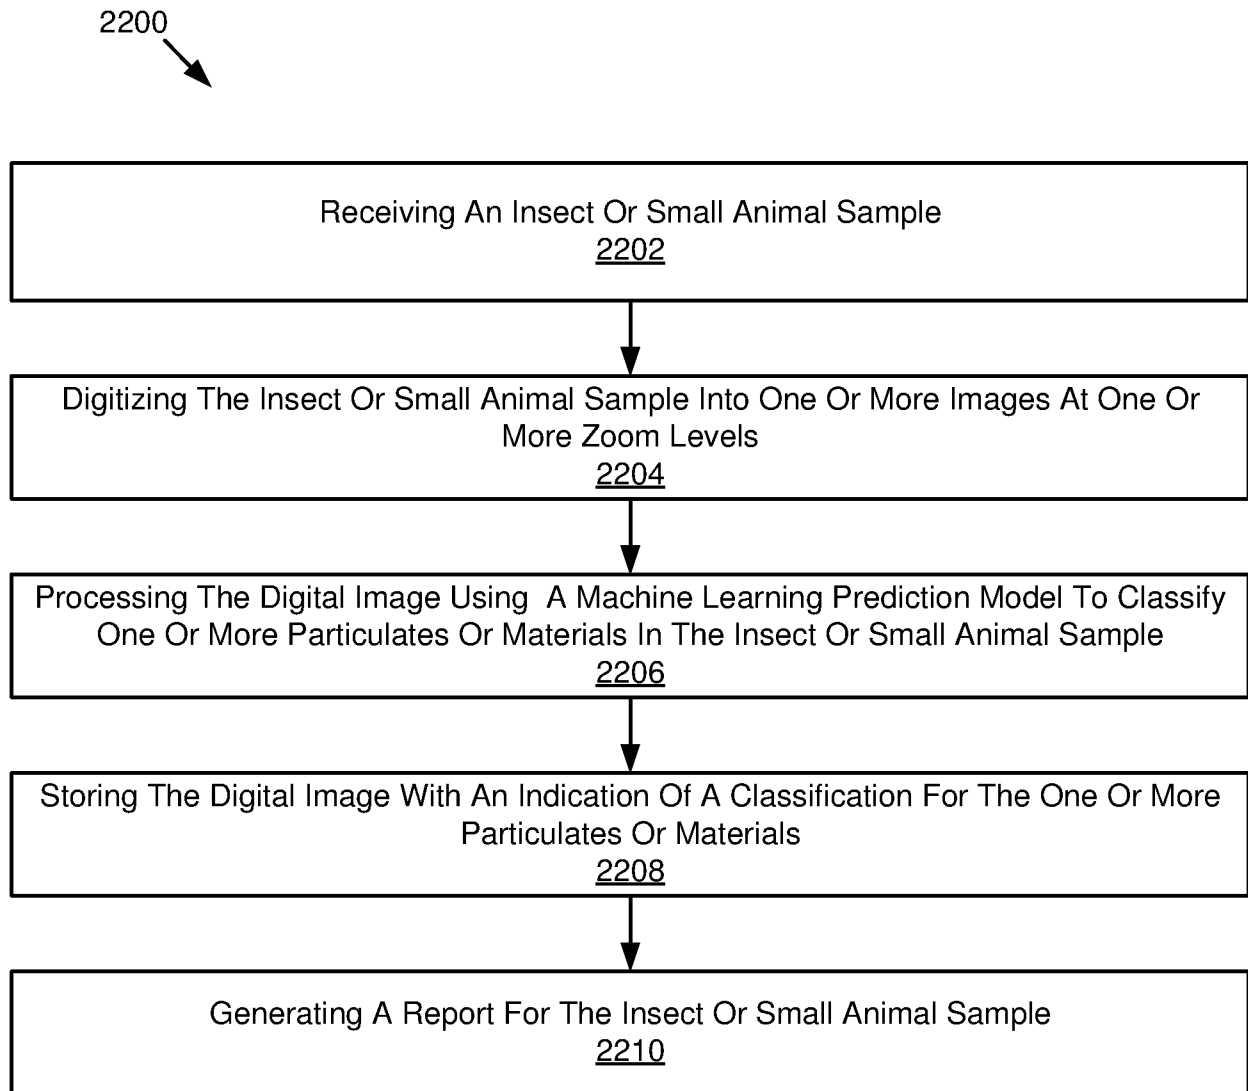 2200
Receiving An Insect Or Small Animal Sample
2202
Digitizing The Insect Or Small Animal Sample Into One Or More Images At One Or
More Zoom Levels
2204
Processing The Digital Image Using  A Machine Learning Prediction Model To Classify
One Or More Particulates Or Materials In The Insect Or Small Animal Sample
2206
Storing The Digital Image With An Indication Of A Classification For The One Or More
Particulates Or Materials
2208
Generating A Report For The Insect Or Small Animal Sample
2210